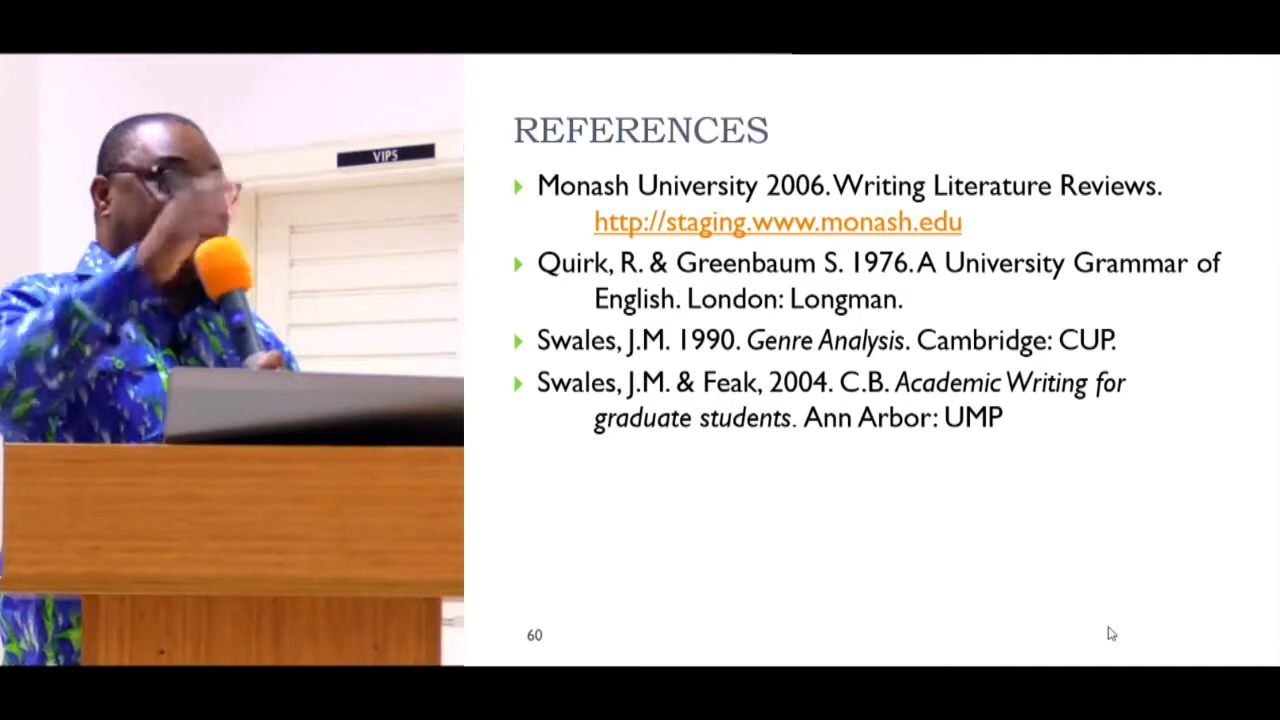 VIPS
REFERENCES
Monash University 2006. Writing Literature Reviews.
http://staging.www.monash.edu
Quirk, R. & Greenbaum S. 1976. A University Grammar of
English. London: Longman.
Swales, J.M. 1990. Genre Analysis. Cambridge: CUP.
Swales, J.M. & Feak, 2004. C.B. Academic Writing for
graduate students. Ann Arbor: UMP
60